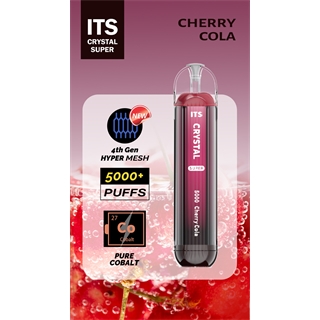 ITS
CRYSTAL
SUPER
CHERRY
COLA
NEW
4th Gen
HYPER MESH
5000+
PUFFS
27
Co
Cobalt
PURE
COBALT
ITS
CRYSTAL
SUPER
5000 Cherry Cola